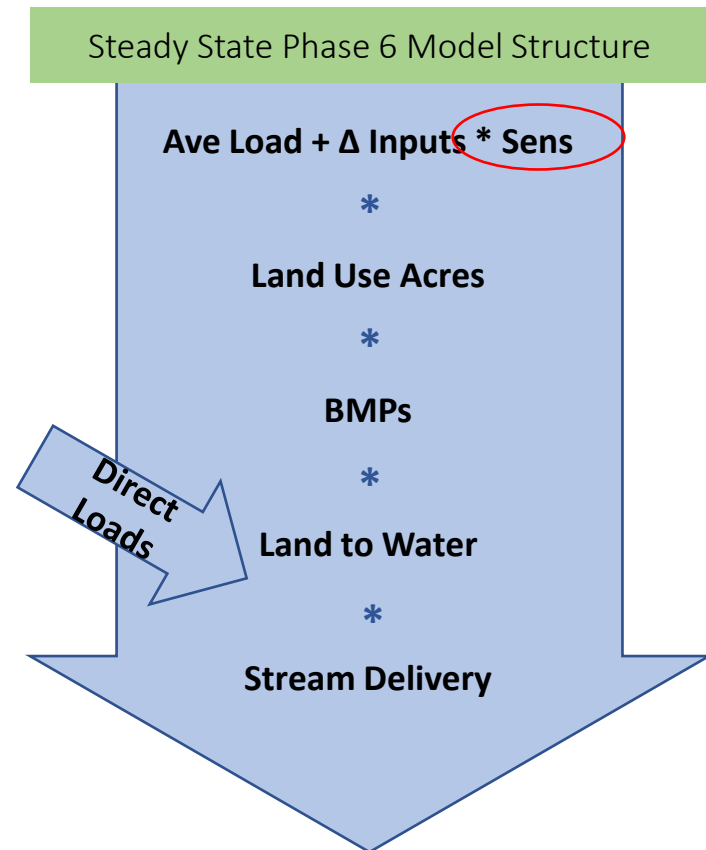 Steady State Phase 6 Model Structure
Ave Load + Δ Inputs * Sens
*
Land Use Acres
*
BMPs
*
Direct
Loads
Land to Water
*
Stream Delivery